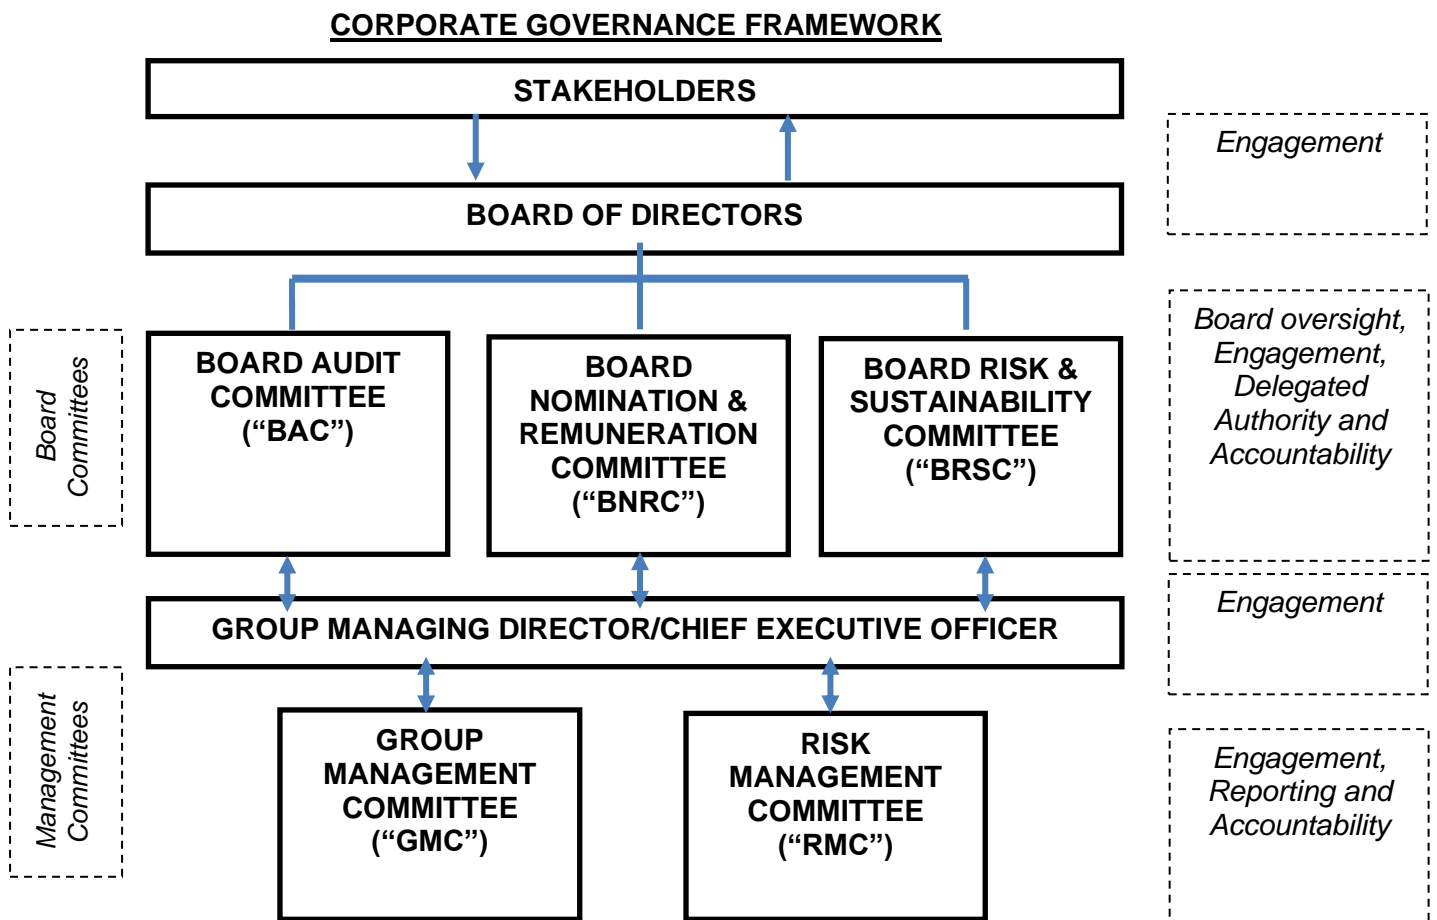 CORPORATE GOVERNANCE FRAMEWORK
STAKEHOLDERS
Engagement
BOARD OF DIRECTORS
Board
Committees
BOARD AUDIT
COMMITTEE
(“BAC”)
BOARD
NOMINATION &
REMUNERATION
COMMITTEE
(“BNRC”)
BOARD RISK &
SUSTAINABILITY
COMMITTEE
(“BRSC”)
Board oversight,
Engagement,
Delegated
Authority and
Accountability
GROUP MANAGING DIRECTOR/CHIEF EXECUTIVE OFFICER
Engagement
Management
Committees
GROUP
MANAGEMENT
COMMITTEE
(“GMC”)
RISK
MANAGEMENT
COMMITTEE
(“RMC”)
Engagement,
Reporting and
Accountability